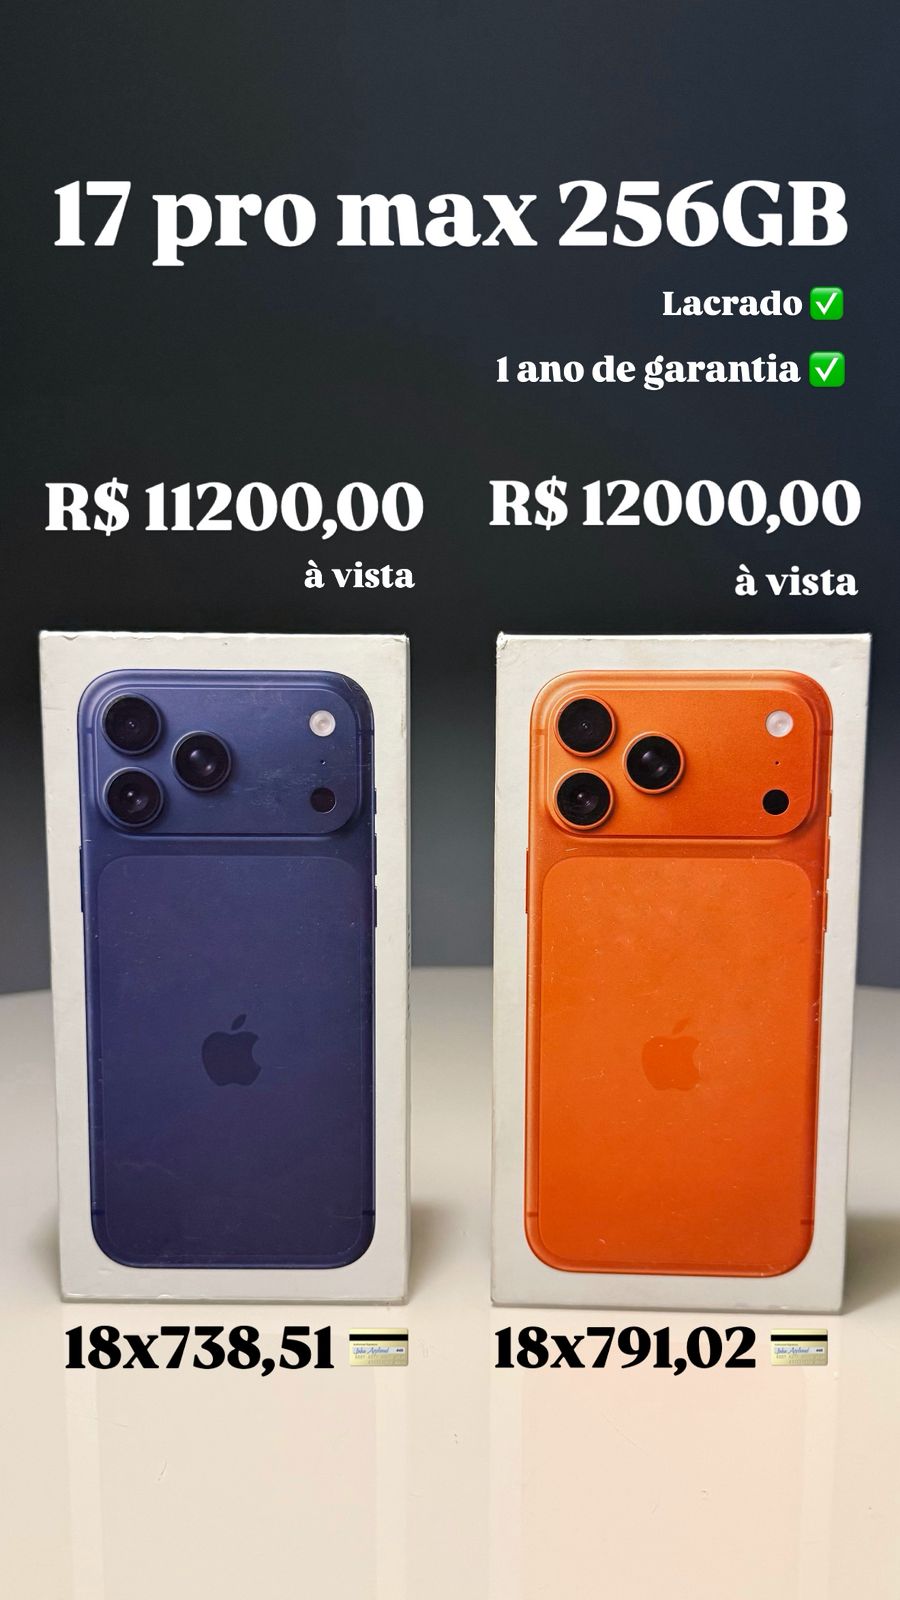 17 pro max 256GB
Lacrado ✅
1 ano de garantia ✅
R$ 11200,00
à vista
R$ 12000,00
à vista
18x738,51 💳
18x791,02 💳